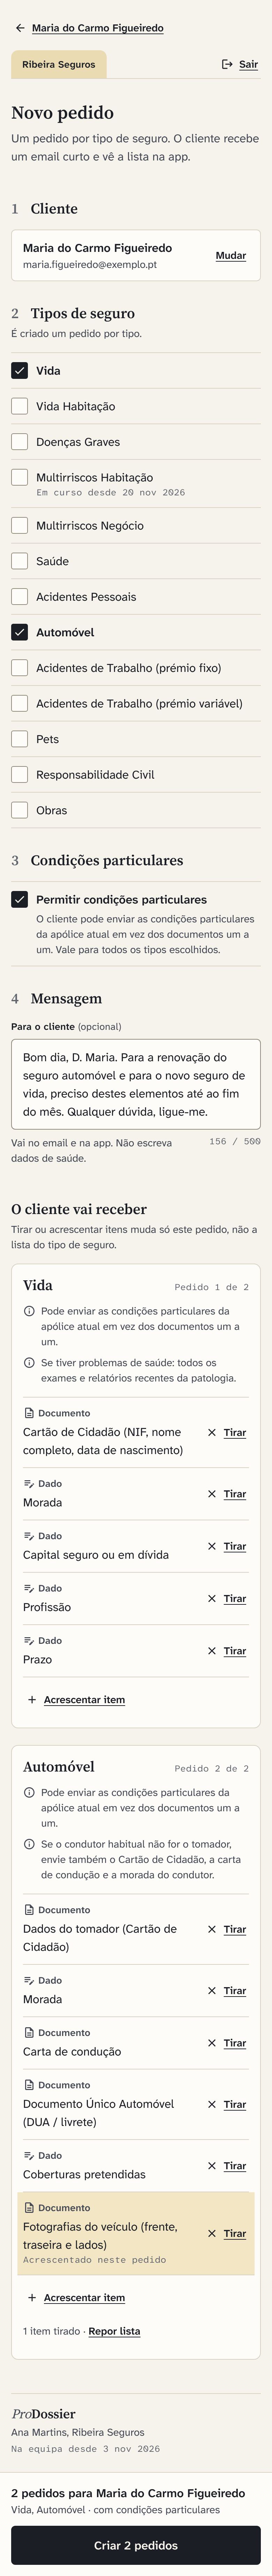 Maria do Carmo Figueiredo
Ribeira Seguros
Sair
Novo pedido
Um pedido por tipo de seguro. O cliente recebe
um email curto e vê a lista na app.
1 Cliente
Maria do Carmo Figueiredo
maria.figueiredo@exemplo.pt
Mudar
2 Tipos de seguro
É criado um pedido por tipo.
Vida
Vida Habitação
Doenças Graves
Multirriscos Habitação
Em curso desde 20 nov 2026
Multirriscos Negócio
Saúde
Acidentes Pessoais
Automóvel
Acidentes de Trabalho (prémio fixo)
Acidentes de Trabalho (prémio variável)
Pets
Responsabilidade Civil
Obras
3 Condições particulares
Permitir condições particulares
O cliente pode enviar as condições particulares
da apólice atual em vez dos documentos um a
um. Vale para todos os tipos escolhidos.
4 Mensagem
Para o cliente (opcional)
Bom dia, D. Maria. Para a renovação do
seguro automóvel e para o novo seguro de
vida, preciso destes elementos até ao fim
do mês. Qualquer dúvida, ligue-me.
Vai no email e na app. Não escreva
dados de saúde.
156 / 500
O cliente vai receber
Tirar ou acrescentar itens muda só este pedido, não a
lista do tipo de seguro.
Vida
Pedido 1 de 2
Pode enviar as condições particulares da
apólice atual em vez dos documentos um a
um.
Se tiver problemas de saúde: todos os
exames e relatórios recentes da patologia.
Documento
Cartão de Cidadão (NIF, nome
completo, data de nascimento)
Tirar
Dado
Morada
Tirar
Dado
Capital seguro ou em dívida
Tirar
Dado
Profissão
Tirar
Dado
Prazo
Tirar
Acrescentar item
Automóvel
Pedido 2 de 2
Pode enviar as condições particulares da
apólice atual em vez dos documentos um a
um.
Se o condutor habitual não for o tomador,
envie também o Cartão de Cidadão, a carta
de condução e a morada do condutor.
Documento
Dados do tomador (Cartão de
Cidadão)
Tirar
Dado
Morada
Tirar
Documento
Carta de condução
Tirar
Documento
Documento Único Automóvel
(DUA / livrete)
Tirar
Dado
Coberturas pretendidas
Tirar
Documento
Fotografias do veículo (frente,
traseira e lados)
Acrescentado neste pedido
Tirar
Acrescentar item
1 item tirado · Repor lista
ProDossier
Ana Martins, Ribeira Seguros
Na equipa desde 3 nov 2026
2 pedidos para Maria do Carmo Figueiredo
Vida, Automóvel · com condições particulares
Criar 2 pedidos